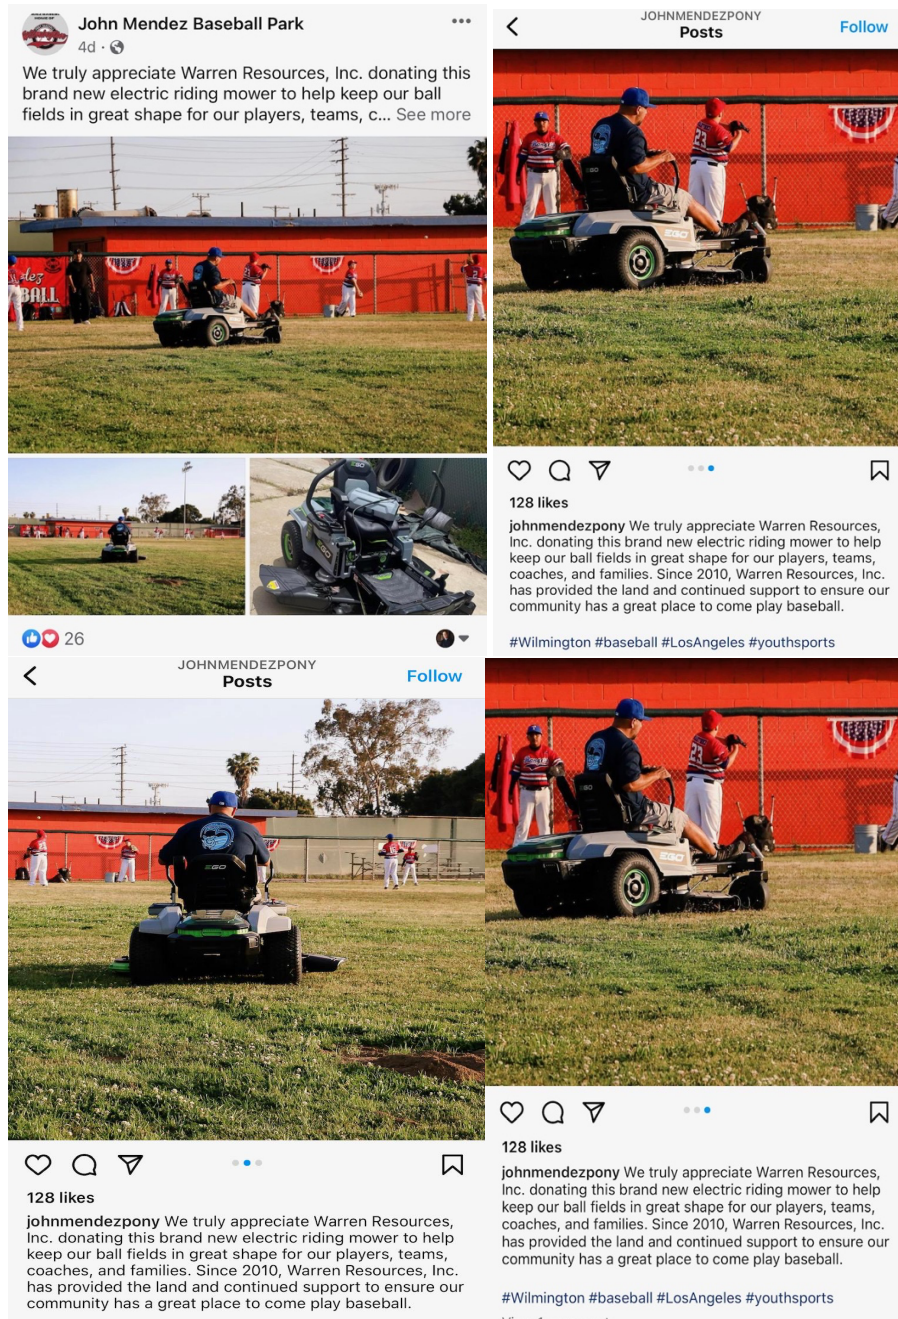 John Mendez Baseball Park
4d
We truly appreciate Warren Resources, Inc. donating this
brand new electric riding mower to help keep our ball
fields in great shape for our players, teams, c... See more
dez
BALL
EGO
26
JOHNMENDEZPONY
Posts
Follow
23
EGO
EGO
128 likes
johnmendezpony We truly appreciate Warren Resources,
Inc. donating this brand new electric riding mower to help
keep our ball fields in great shape for our players, teams,
coaches, and families. Since 2010, Warren Resources, Inc.
has provided the land and continued support to ensure our
community has a great place to come play baseball.
#Wilmington #baseball #LosAngeles #youthsports
JOHNMENDEZPONY
Posts
Follow
EGO
128 likes
johnmendezpony We truly appreciate Warren Resources,
Inc. donating this brand new electric riding mower to help
keep our ball fields in great shape for our players, teams,
coaches, and families. Since 2010, Warren Resources, Inc.
has provided the land and continued support to ensure our
community has a great place to come play baseball.
23
EGO
EGO
128 likes
johnmendezpony We truly appreciate Warren Resources,
Inc. donating this brand new electric riding mower to help
keep our ball fields in great shape for our players, teams,
coaches, and families. Since 2010, Warren Resources, Inc.
has provided the land and continued support to ensure our
community has a great place to come play baseball.
#Wilmington #baseball #LosAngeles #youthsports